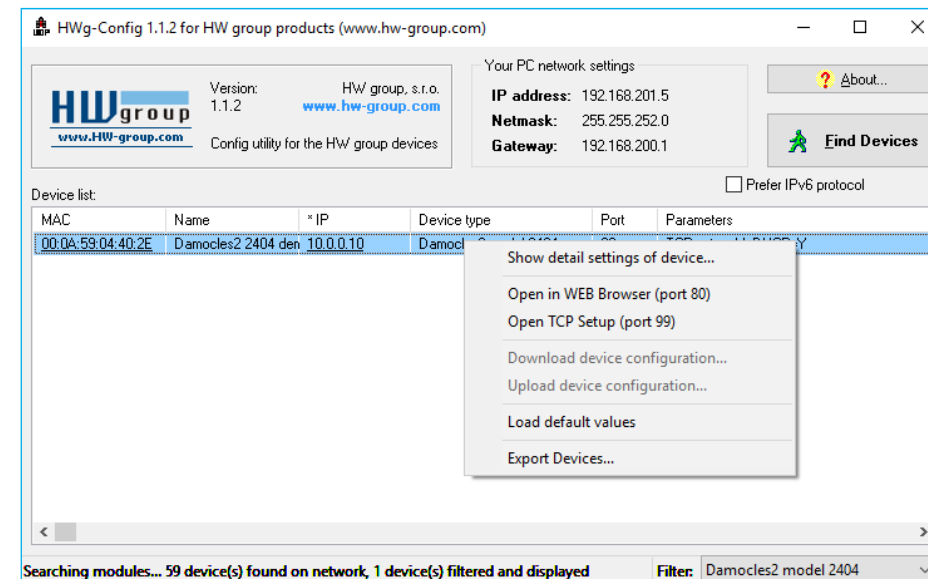 HWg-Config 1.1.2 for HW group products (www.hw-group.com)
HWgroup
www.HW-group.com
Version: HW group, s.r.o.
1.1.2 www.hw-group.com
Config utility for the HW group devices
Your PC network settings
IP address: 192.168.201.5
Netmask: 255.255.252.0
Gateway: 192.168.200.1
? About...
Find Devices
Prefer IPv6 protocol
Device list:
MAC Name * IP Device type Port Parameters
00:0A:59:04:40:2E Damocles2 2404 den 10.0.0.10
Show detail settings of device...
Open in WEB Browser (port 80)
Open TCP Setup (port 99)
Download device configuration...
Upload device configuration...
Load default values
Export Devices...
Searching modules... 59 device(s) found on network, 1 device(s) filtered and displayed
Filter: Damocles2 model 2404